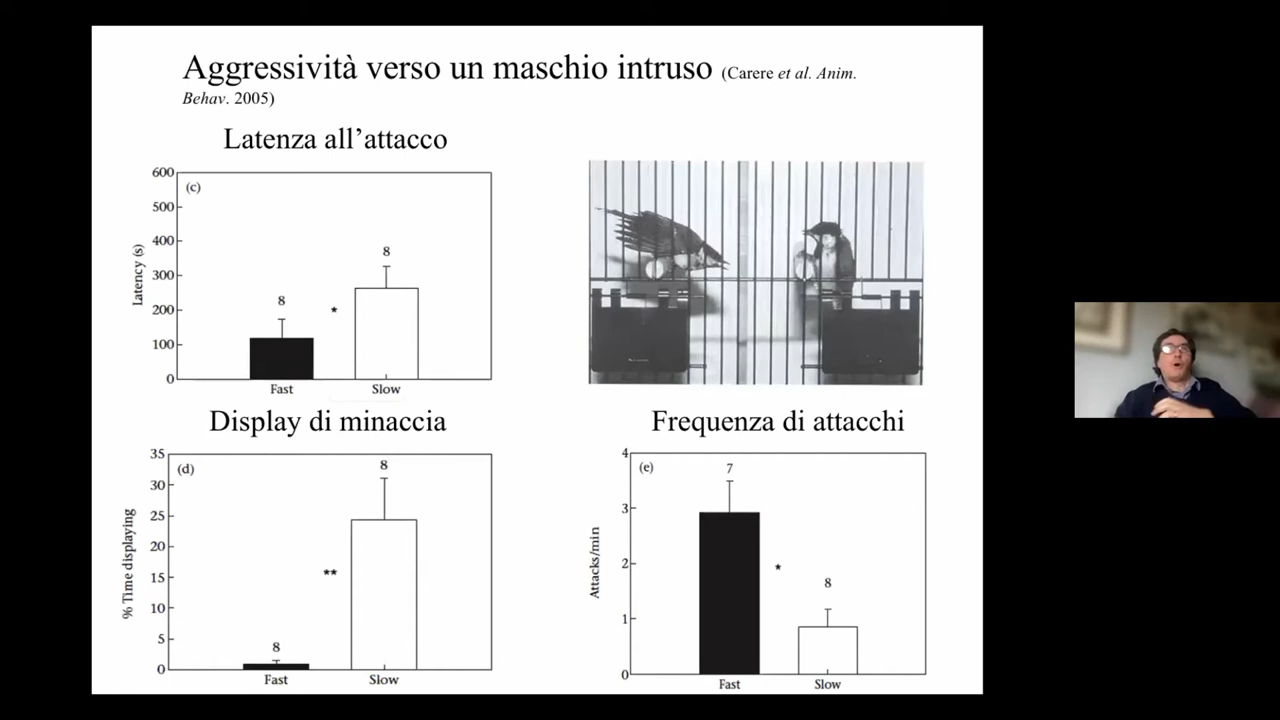 Aggressività verso un maschio intruso (Carere et al. Anim.
Behav. 2005)
Latenza all’attacco
600
500
400
300
200
100
0
Latency (s)
(c)
8
*
8
Fast
Slow
Display di minaccia
35
30
25
20
15
10
5
0
% Time displaying
(d)
8
**
8
Fast
Slow
Frequenza di attacchi
4
3
2
1
0
Attacks/min
(e)
7
*
8
Fast
Slow